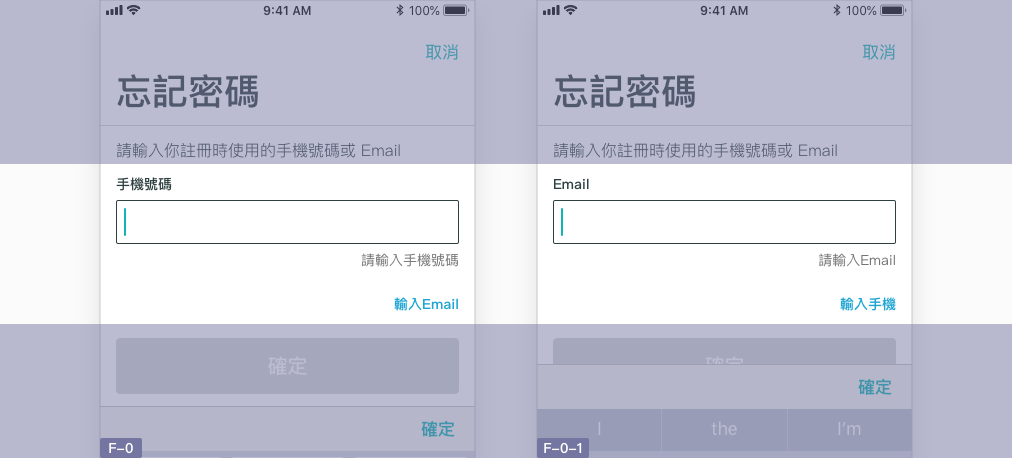 9:41 AM
100%
取消
忘記密碼
請輸入你註冊時使用的手機號碼或 Email
手機號碼
請輸入手機號碼
輸入Email
確定
確定
F-0
9:41 AM
100%
取消
忘記密碼
請輸入你註冊時使用的手機號碼或 Email
Email
請輸入Email
輸入手機
確定
確定
I
the
I'm
F-0-1